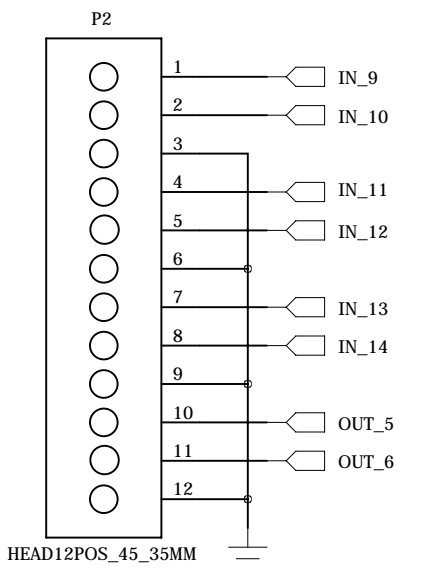 P2
1 IN_9
2 IN_10
3
4 IN_11
5 IN_12
6
7 IN_13
8 IN_14
9
10 OUT_5
11 OUT_6
12
HEAD12POS_45_35MM